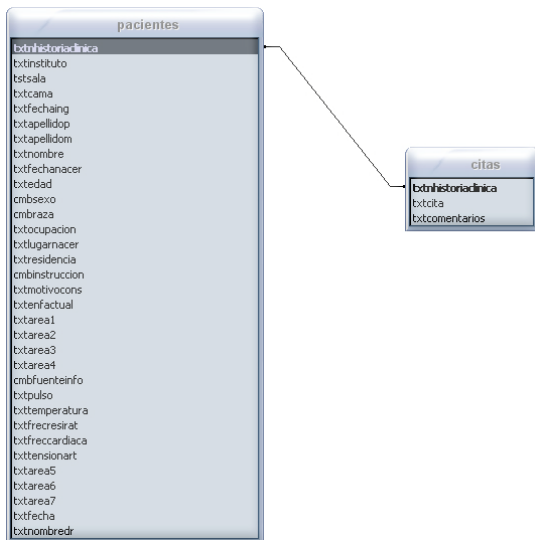 pacientes
txtnhistoriaclinica
txtinstituto
tstsala
txtcama
txtfechaing
txtapellidop
txtapellidom
txtnombre
txtfechanacer
txtedad
cmbsexo
cmbraza
txtocupacion
txtlugarnacer
txtresidencia
cmbinstruccion
txtmotivocons
txtenfactual
txtarea1
txtarea2
txtarea3
txtarea4
cmbfuenteinfo
txtpulso
txttemperatura
txtfrecresirat
txtfreccardiaca
txttensionart
txtarea5
txtarea6
txtarea7
txtfecha
txtnombredr
citas
txtnhistoriaclinica
txtcita
txtcomentarios